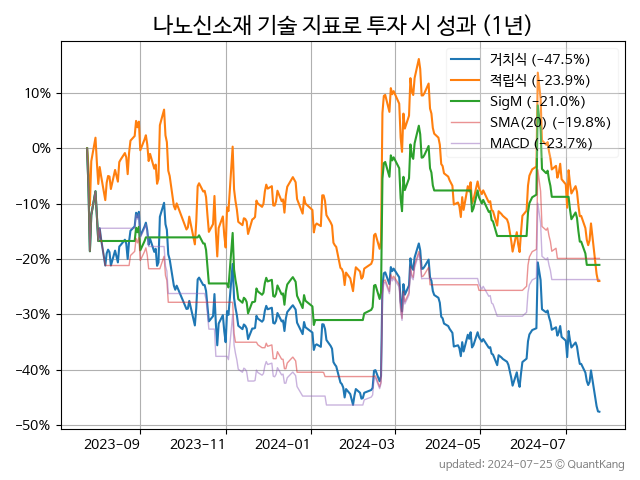 나노신소재 기술 지표로 투자 시 성과 (1년)
거치식 (−47.5%)
적립식 (−23.9%)
SigM (−21.0%)
SMA(20) (−19.8%)
MACD (−23.7%)
10%
0%
−10%
−20%
−30%
−40%
−50%
2023-09 2023-11 2024-01 2024-03 2024-05 2024-07
updated: 2024-07-25 © QuantKang